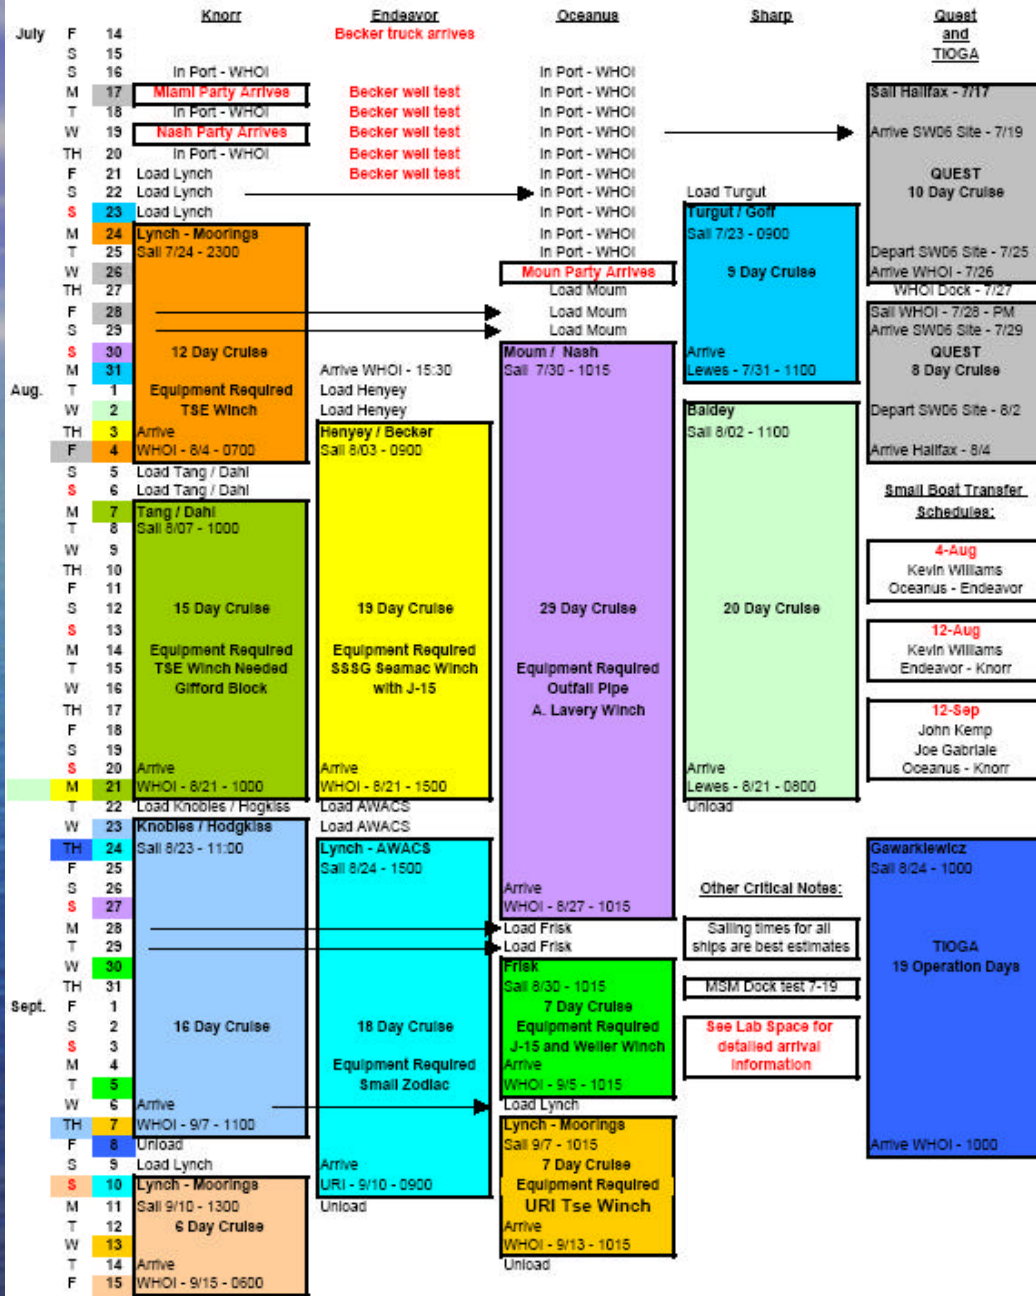 Knorr Endeavor Oceanus Sharp Quest
July F 14 Becker truck arrives and
S 15 TIOGA
S 16 In Port - WHOI In Port - WHOI
M 17 Miami Party Arrives Becker well test In Port - WHOI Sail Halifax - 7/17
T 18 In Port - WHOI Becker well test In Port - WHOI
W 19 Nash Party Arrives Becker well test In Port - WHOI Arrive SW06 Site - 7/19
TH 20 In Port - WHOI Becker well test In Port - WHOI
F 21 Load Lynch Becker well test In Port - WHOI QUEST
S 22 Load Lynch In Port - WHOI Load Turgut 10 Day Cruise
S 23 Load Lynch In Port - WHOI Turgut / Goff
M 24 Lynch - Moorings In Port - WHOI Sail 7/23 - 0900
T 25 Sail 7/24 - 2300 In Port - WHOI Depart SW06 Site - 7/25
W 26 Moun Party Arrives 9 Day Cruise Arrive WHOI - 7/26
TH 27 Load Moum WHOI Dock - 7/27
F 28 Load Moum Sail WHOI - 7/28 - PM
S 29 Load Moum Arrive SW06 Site - 7/29
S 30 12 Day Cruise Moum / Nash Arrive QUEST
M 31 Arrive WHOI - 15:30 Sail 7/30 - 1015 Lewes - 7/31 - 1100 8 Day Cruise
Aug. T 1 Equipment Required Load Henyey
W 2 TSE Winch Load Henyey Baldey Depart SW06 Site - 8/2
TH 3 Arrive Henyey / Becker Sail 8/02 - 1100
F 4 WHOI - 8/4 - 0700 Sail 8/03 - 0900 Arrive Halifax - 8/4
S 5 Load Tang / Dahl
S 6 Load Tang / Dahl Small Boat Transfer
M 7 Tang / Dahl Schedules:
T 8 Sail 8/07 - 1000
W 9 4-Aug
TH 10 Kevin Williams
F 11 Oceanus - Endeavor
S 12 15 Day Cruise 19 Day Cruise 29 Day Cruise 20 Day Cruise
S 13 12-Aug
M 14 Equipment Required Equipment Required Kevin Williams
T 15 TSE Winch Needed SSSG Seamac Winch Equipment Required Endeavor - Knorr
W 16 Gifford Block with J-15 Outfall Pipe
TH 17 A. Lavery Winch 12-Sep
F 18 John Kemp
S 19 Joe Gabriale
S 20 Arrive Arrive Arrive Oceanus - Knorr
M 21 WHOI - 8/21 - 1000 WHOI - 8/21 - 1500 Lewes - 8/21 - 0800
T 22 Load Knobles / Hogkiss Load AWACS Unload
W 23 Knobles / Hodgkiss Load AWACS
TH 24 Sail 8/23 - 11:00 Lynch - AWACS Gawarkiewicz
F 25 Sail 8/24 - 1500 Sail 8/24 - 1000
S 26 Arrive Other Critical Notes:
S 27 WHOI - 8/27 - 1015
M 28 Load Frisk Sailing times for all
T 29 Load Frisk ships are best estimates TIOGA
W 30 Frisk 19 Operation Days
TH 31 Sail 8/30 - 1015 MSM Dock test 7-19
Sept. F 1 7 Day Cruise
S 2 16 Day Cruise 18 Day Cruise Equipment Required See Lab Space for
S 3 J-15 and Weller Winch detailed arrival
M 4 Equipment Required Arrive information
T 5 Small Zodiac WHOI - 9/5 - 1015
W 6 Arrive Load Lynch
TH 7 WHOI - 9/7 - 1100 Lynch - Moorings
F 8 Unload Sail 9/7 - 1015 Arrive WHOI - 1000
S 9 Load Lynch Arrive 7 Day Cruise
S 10 Lynch - Moorings URI - 9/10 - 0900 Equipment Required
M 11 Sail 9/10 - 1300 Unload URI Tse Winch
T 12 6 Day Cruise Arrive
W 13 WHOI - 9/13 - 1015
T 14 Arrive Unload
F 15 WHOI - 9/15 - 0600